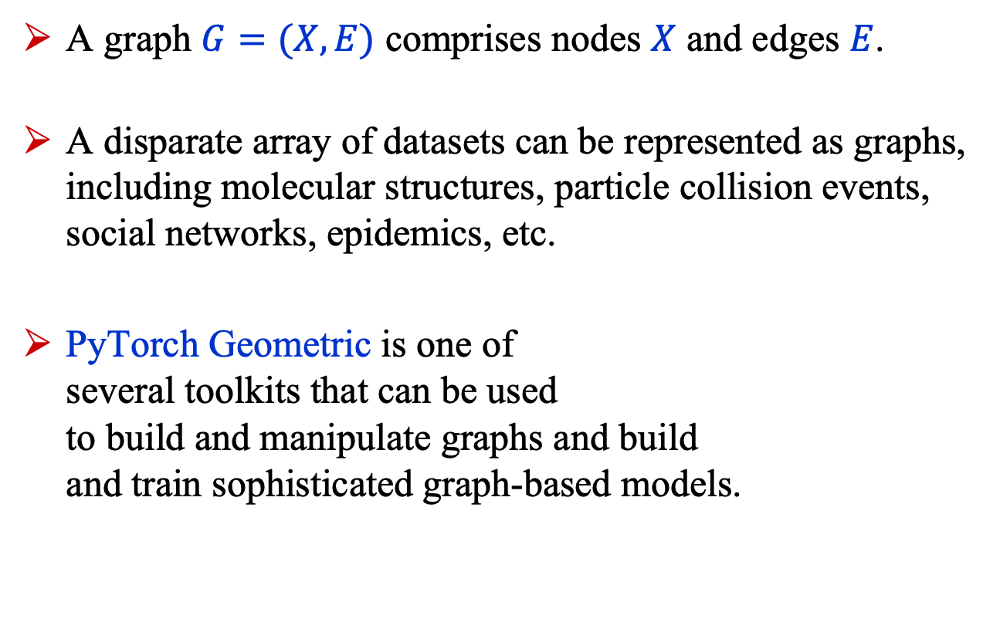 ➢ A graph G = (X, E) comprises nodes X and edges E.
➢ A disparate array of datasets can be represented as graphs,
including molecular structures, particle collision events,
social networks, epidemics, etc.
➢ PyTorch Geometric is one of
several toolkits that can be used
to build and manipulate graphs and build
and train sophisticated graph-based models.